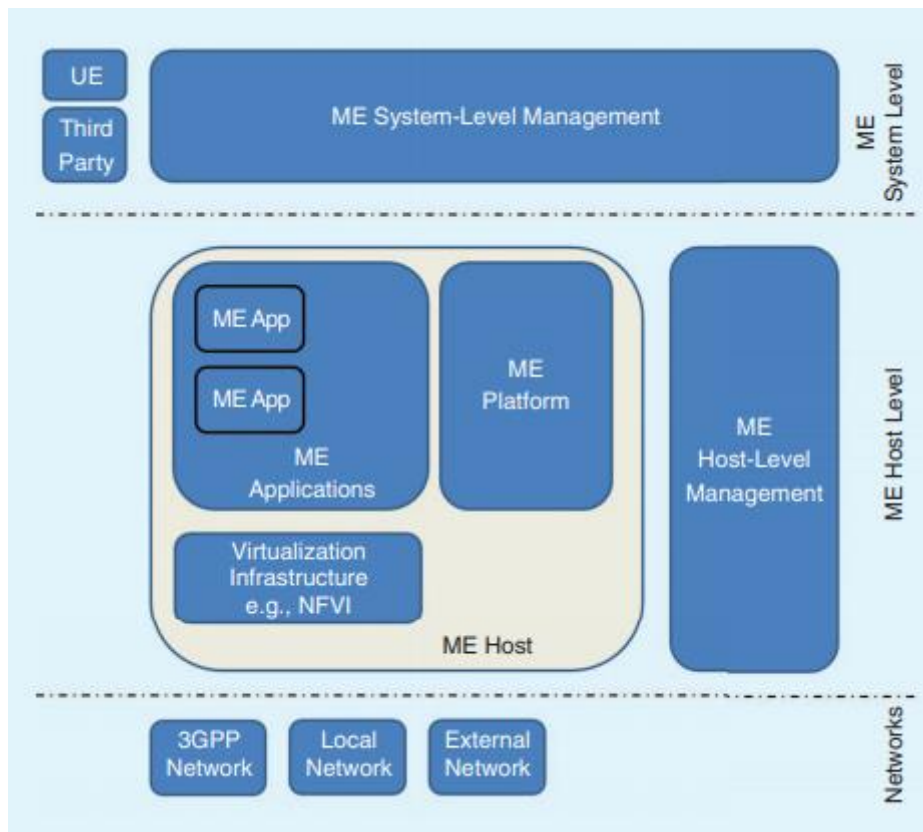 UE
Third
Party
ME System-Level Management
ME
System Level
ME App
ME App
ME
Applications
ME
Platform
Virtualization
Infrastructure
e.g., NFVI
ME Host
ME
Host-Level
Management
ME Host Level
3GPP
Network
Local
Network
External
Network
Networks